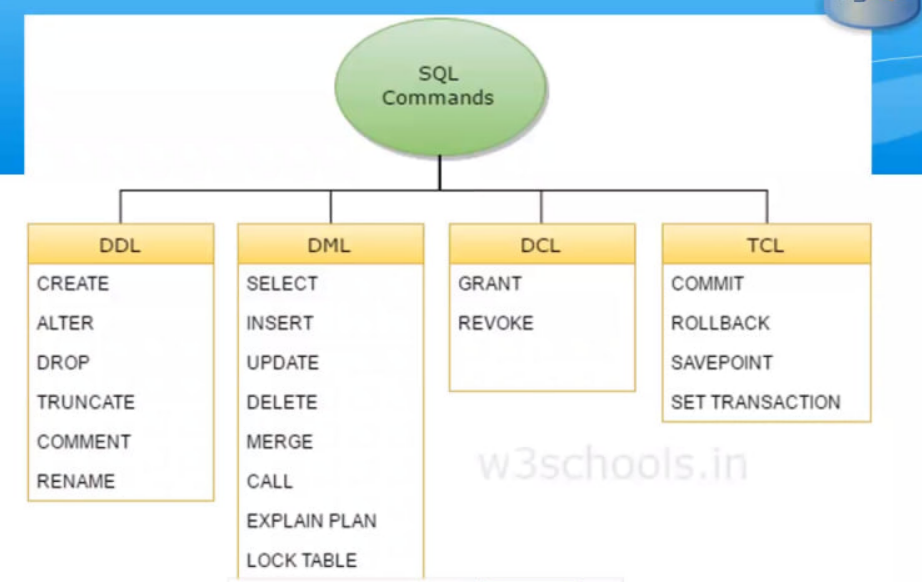 SQL
Commands
DDL
CREATE
ALTER
DROP
TRUNCATE
COMMENT
RENAME
DML
SELECT
INSERT
UPDATE
DELETE
MERGE
CALL
EXPLAIN PLAN
LOCK TABLE
DCL
GRANT
REVOKE
TCL
COMMIT
ROLLBACK
SAVEPOINT
SET TRANSACTION
w3schools.in